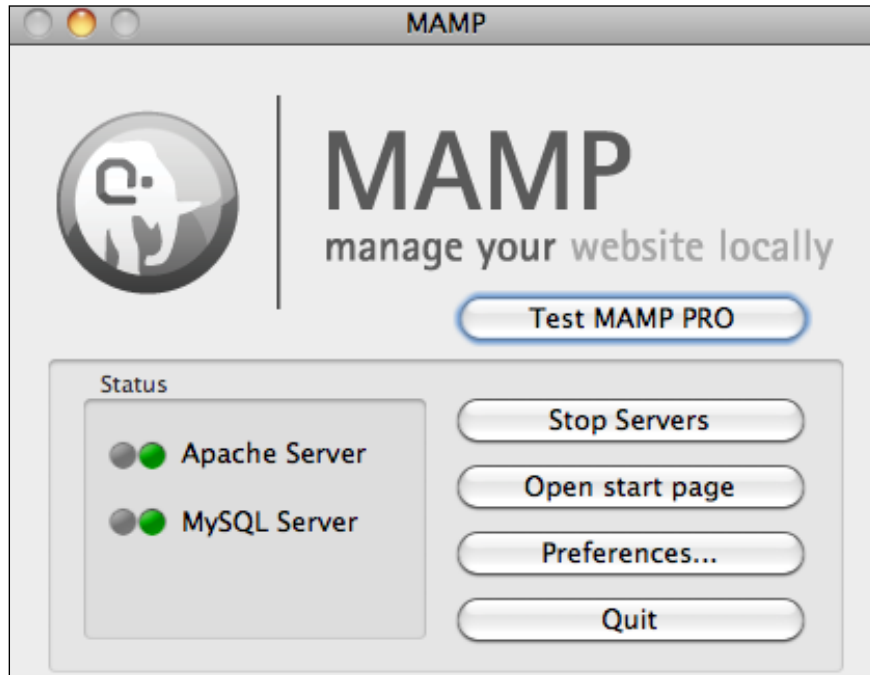 MAMP
MAMP
manage your website locally
Test MAMP PRO
Status
Apache Server
MySQL Server
Stop Servers
Open start page
Preferences...
Quit